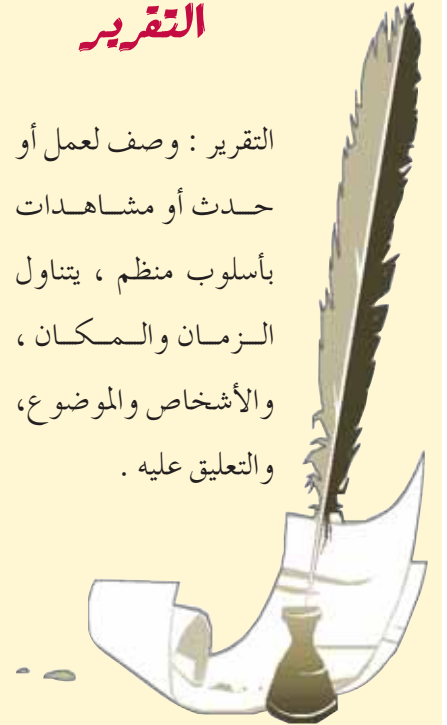 التقرير
التقرير : وصف لعمل أو
حدث أو مشاهدات
بأسلوب منظم ، يتناول
الزمان والمكان ،
والأشخاص والموضوع،
والتعليق عليه .